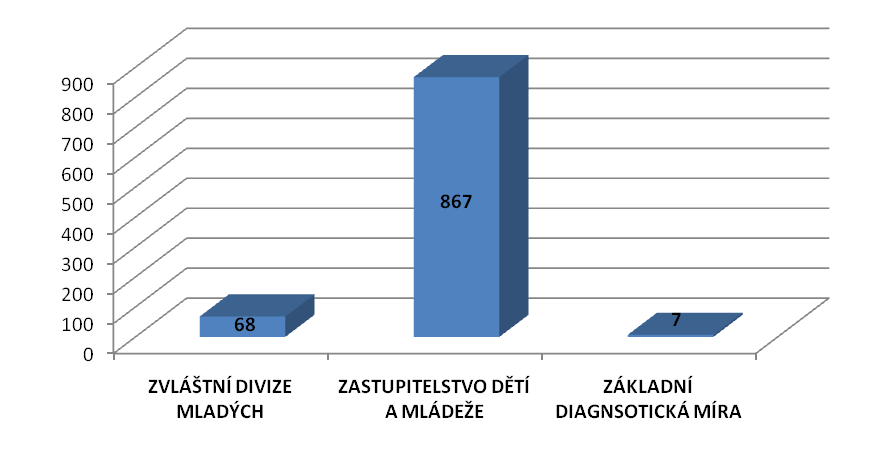 900
800
700
600
500
400
300
200
100
0
68
867
7
ZVLÁŠTNÍ DIVIZE
MLADÝCH
ZASTUPITELSTVO DĚTÍ
A MLÁDEŽE
ZÁKLADNÍ
DIAGNSOTICKÁ MÍRA